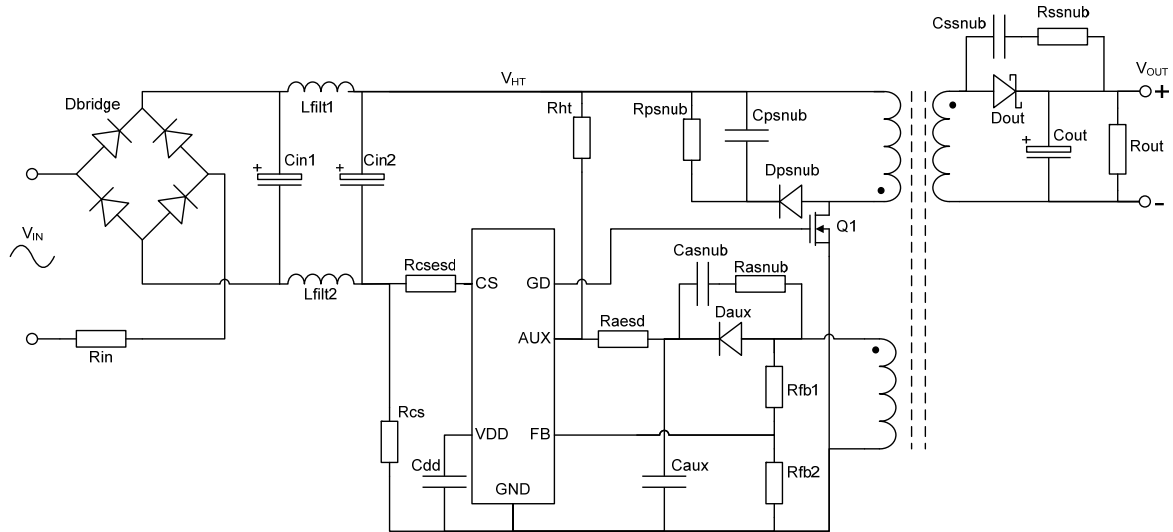 Cssnub
Rssnub
VOUT
+
Dout
Cout
+
Rout
-
VHT
Dbridge
Lfilt1
Rht
Rpsnub
Cpsnub
Cin1
+
Cin2
+
Dpsnub
Q1
VIN
Lfilt2
Rcsesd
CS
GD
Casnub
Rasnub
Raesd
Daux
AUX
Rin
Rfb1
Rcs
VDD
FB
Cdd
GND
Caux
Rfb2